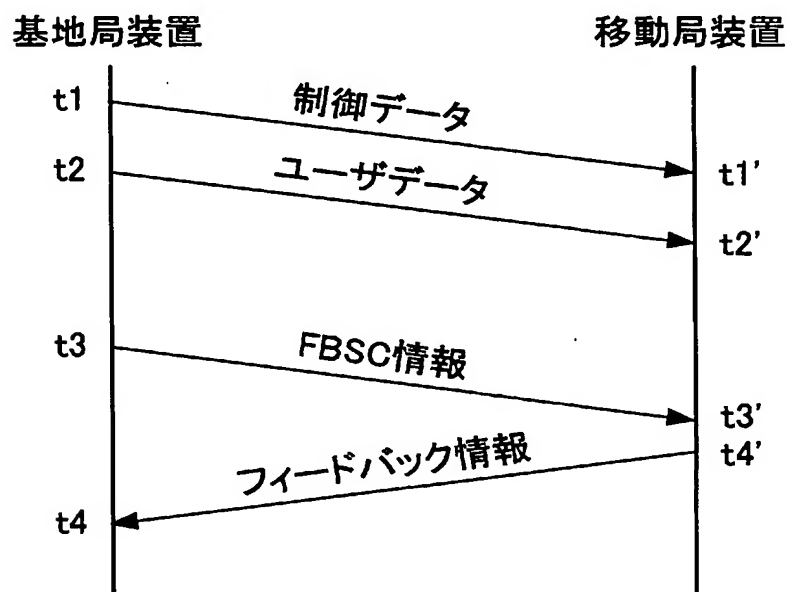 基地局装置
移動局装置
t1
制御データ
t1'
t2
ユーザデータ
t2'
t3
FBSC情報
t3'
t4'
フィードバック情報
t4